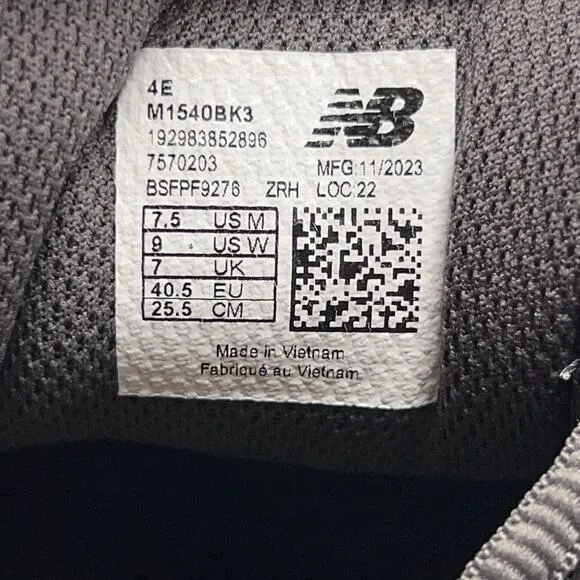 4E
M1540BK3
192983852896
7570203 MFG:11/2023
BSFPF9276 ZRH LOC:22
7.5 US M
9 US W
7 UK
40.5 EU
25.5 CM
Made in Vietnam
Fabriqué au Vietnam
NB